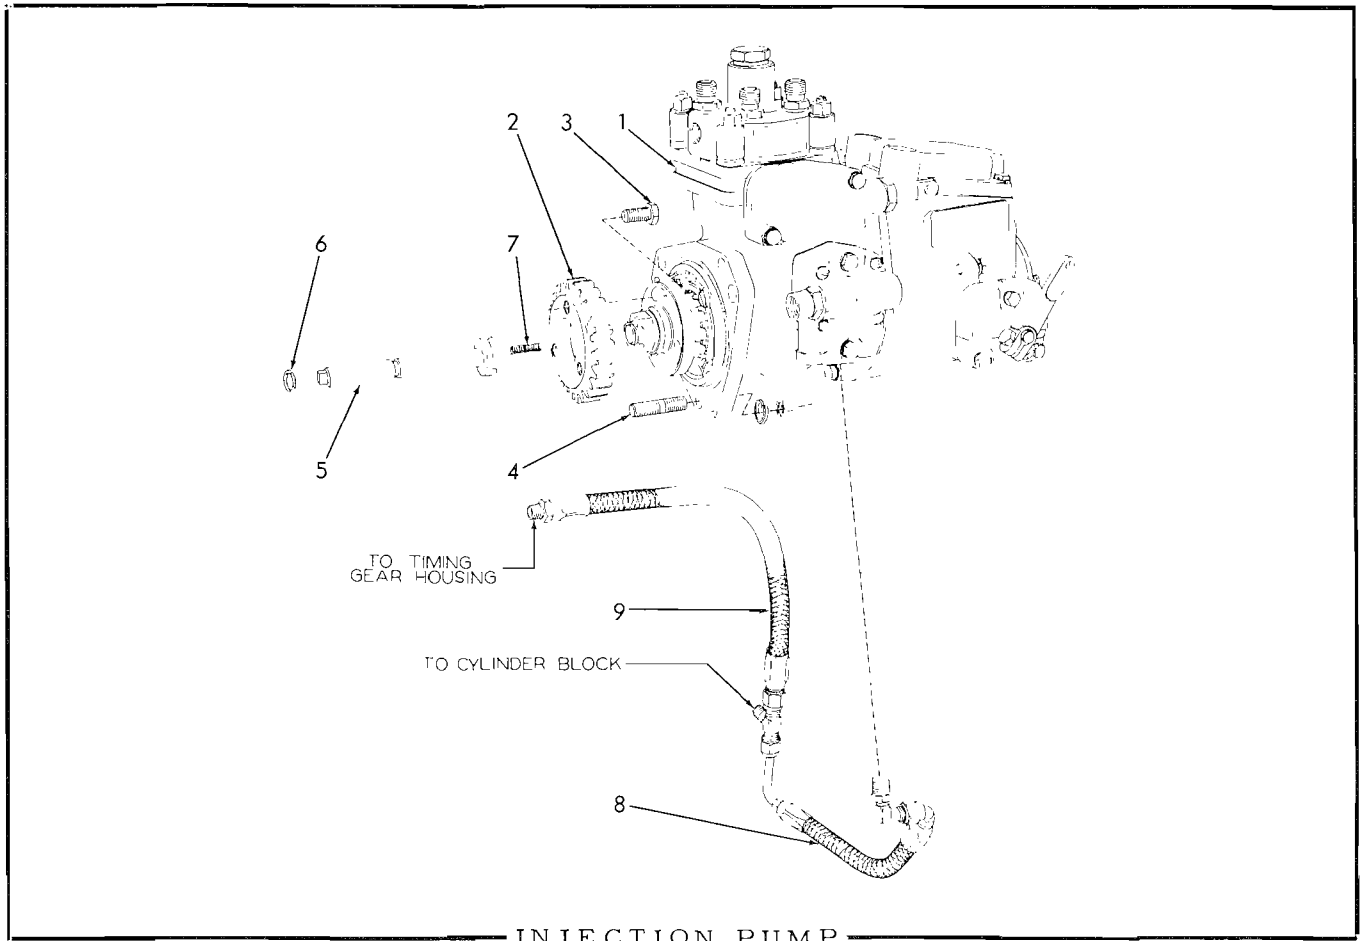 2 3 1
6 7
5 4
TO TIMING
GEAR HOUSING
9
TO CYLINDER BLOCK
8
INJECTION PUMP